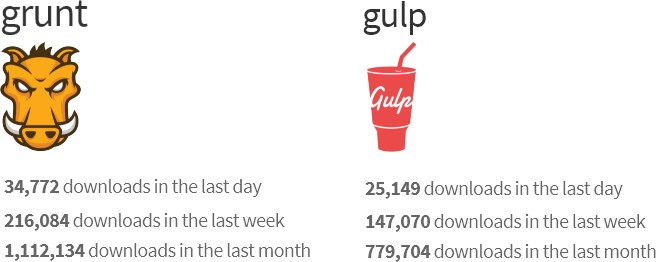 grunt
34,772 downloads in the last day
216,084 downloads in the last week
1,112,134 downloads in the last month
gulp
Gulp
25,149 downloads in the last day
147,070 downloads in the last week
779,704 downloads in the last month